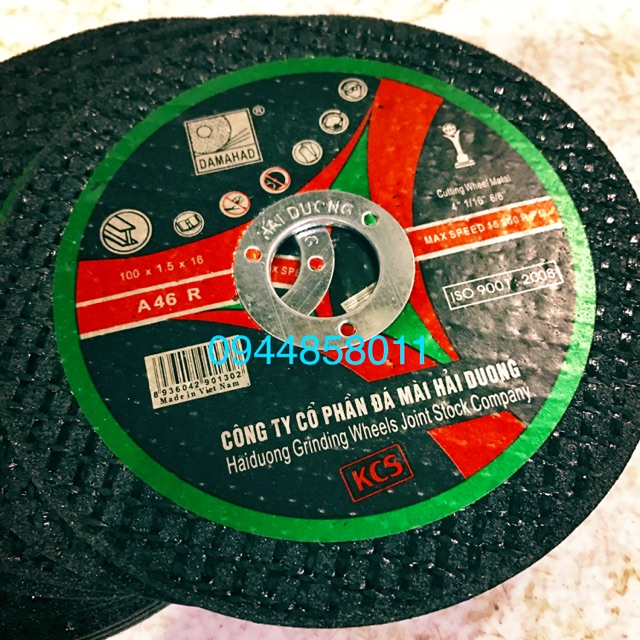 DAMAHAD
®
Cutting Wheel Metal
4" 1/16" 6/8"
MAX SPEED
HAI DUONG
100 x 1.5 x 16
A46 R
ISO 9001:2008
0944858011
8936042901302
Made in Viet Nam
CÔNG TY CỔ PHẦN ĐÁ MÀI HẢI DƯƠNG
Haiduong Grinding Wheels Joint Stock Company
KCS